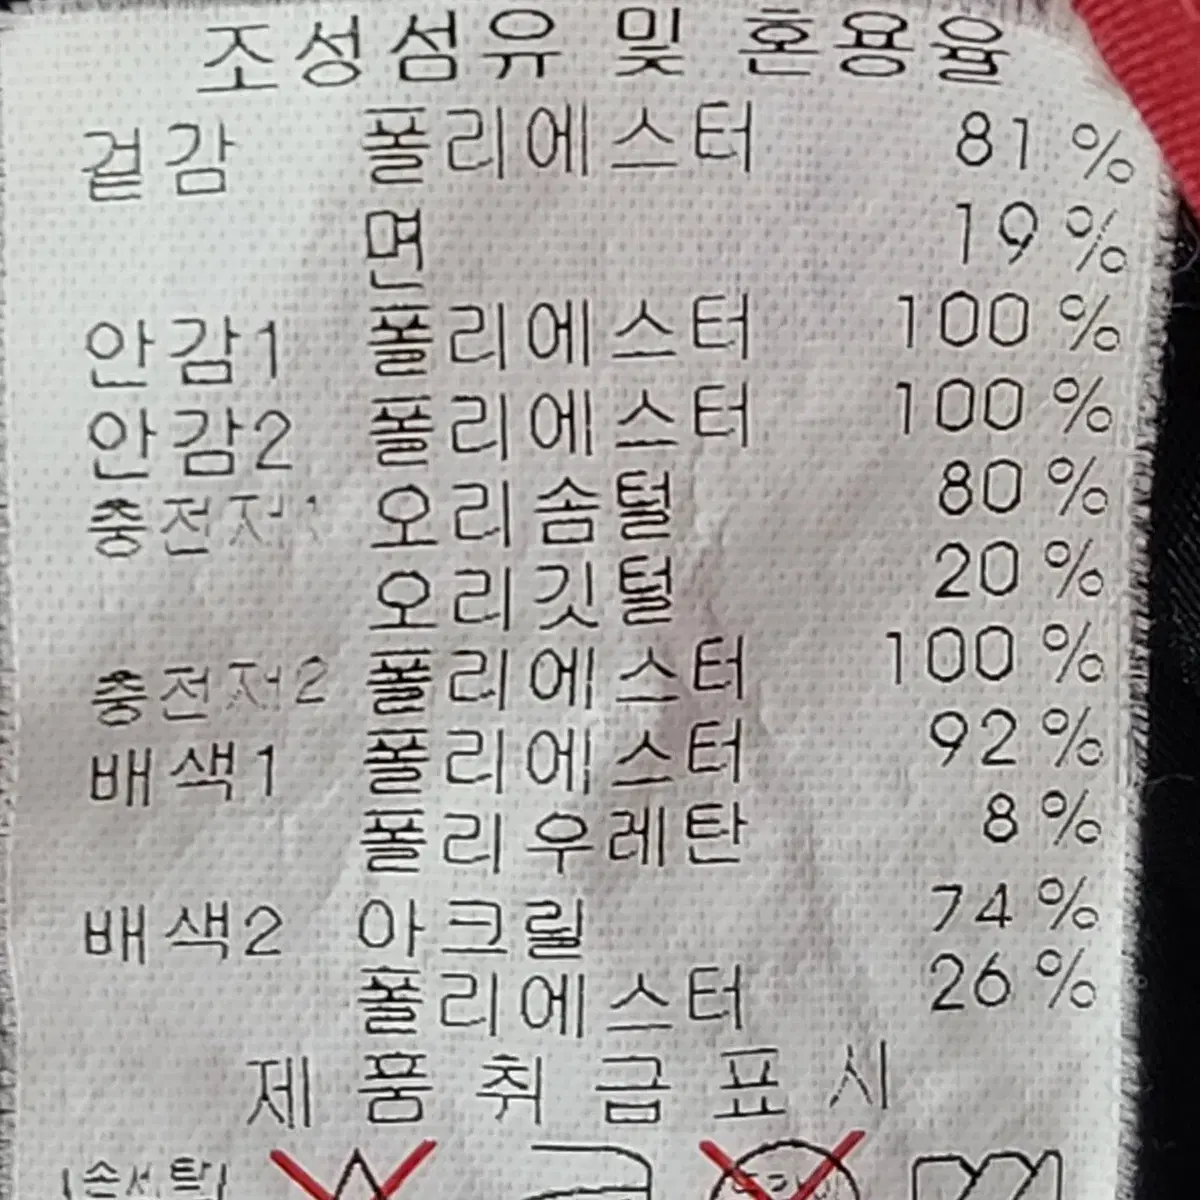 조성섬유 및 혼용율
겉감 폴리에스터 81 %
면 19 %
안감1 폴리에스터 100 %
안감2 폴리에스터 100 %
충전재1 오리솜털 80 %
오리깃털 20 %
충전재2 폴리에스터 100 %
배색1 폴리에스터 92 %
폴리우레탄 8 %
배색2 아크릴 74 %
폴리에스터 26 %
제품취급표시
손세탁